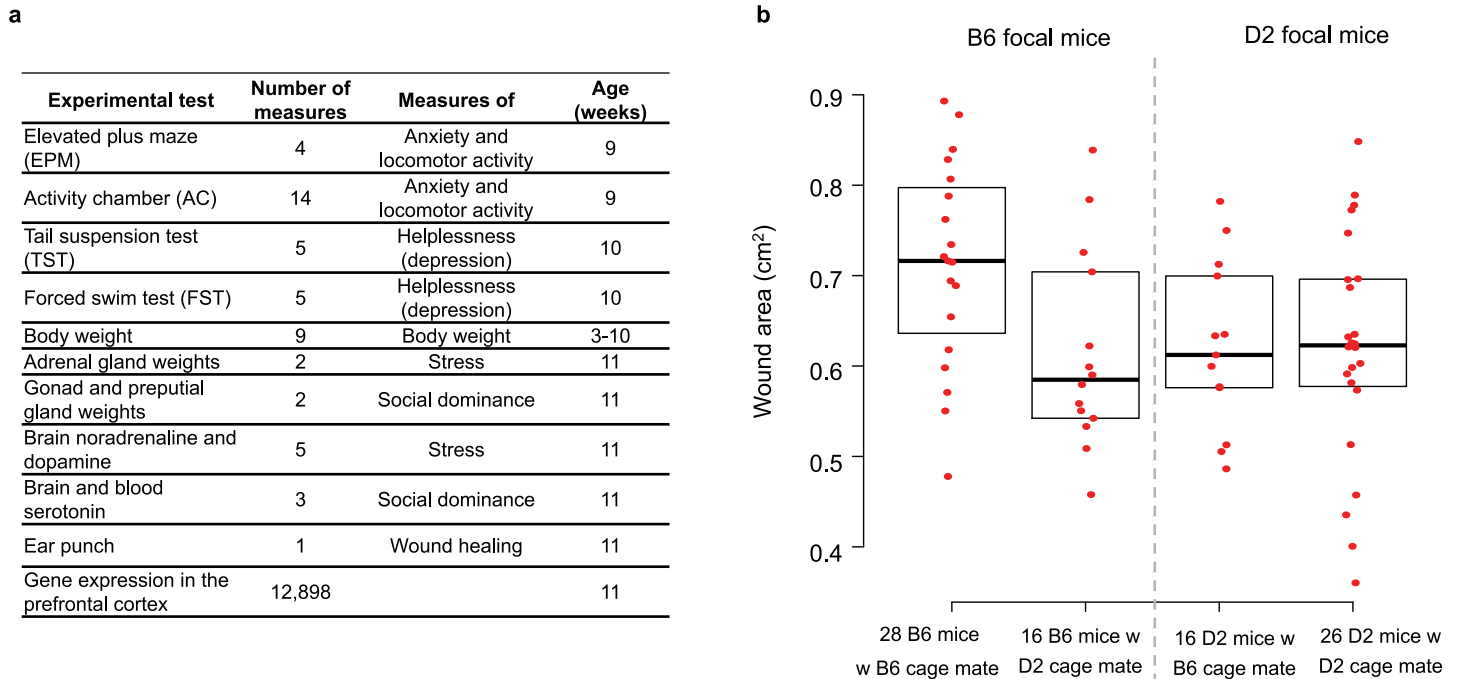 a
Experimental test
Number of
measures
Measures of
Age
(weeks)
Elevated plus maze
(EPM)
4
Anxiety and
locomotor activity
9
Activity chamber (AC)
14
Anxiety and
locomotor activity
9
Tail suspension test
(TST)
5
Helplessness
(depression)
10
Forced swim test (FST)
5
Helplessness
(depression)
10
Body weight
9
Body weight
3-10
Adrenal gland weights
2
Stress
11
Gonad and preputial
gland weights
2
Social dominance
11
Brain noradrenaline and
dopamine
5
Stress
11
Brain and blood
serotonin
3
Social dominance
11
Ear punch
1
Wound healing
11
Gene expression in the
prefrontal cortex
12,898
11
b
B6 focal mice
D2 focal mice
Wound area (cm²)
0.9
0.8
0.7
0.6
0.5
0.4
28 B6 mice
w B6 cage mate
16 B6 mice w
D2 cage mate
16 D2 mice w
B6 cage mate
26 D2 mice w
D2 cage mate